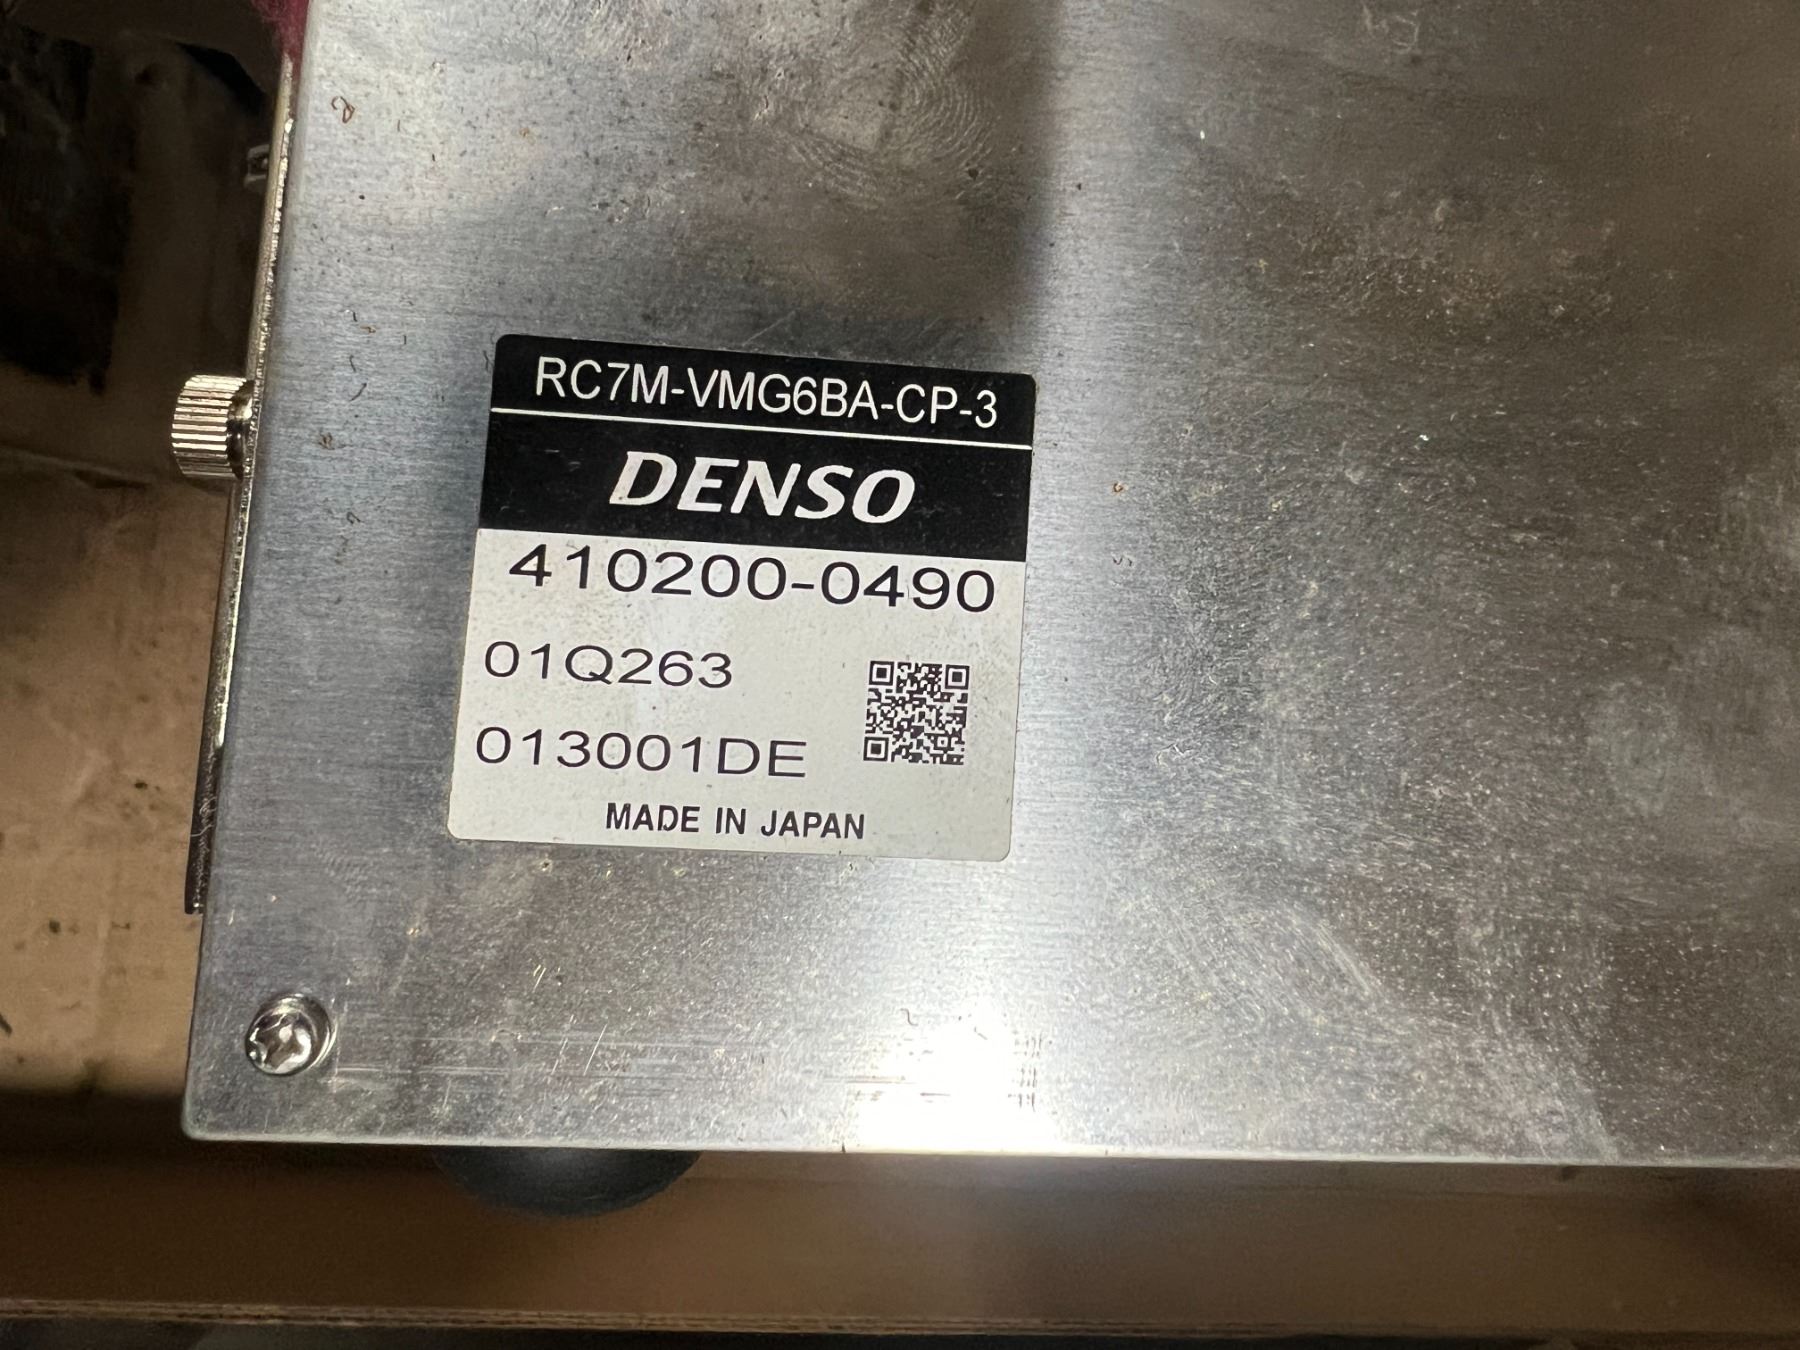 RC7M-VMG6BA-CP-3
DENSO
410200-0490
01Q263
013001DE
MADE IN JAPAN